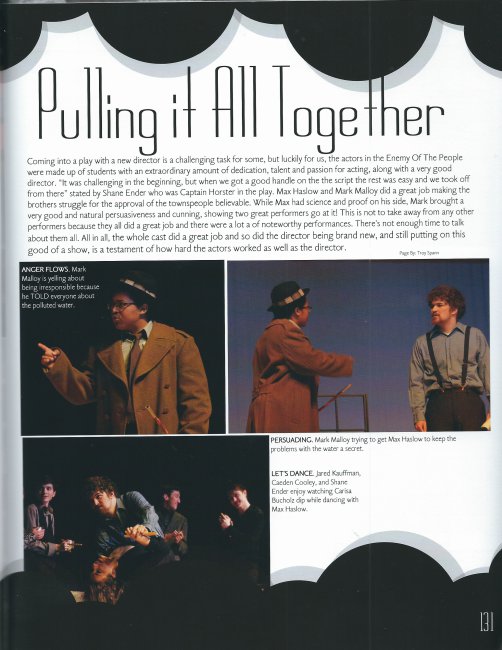 Pulling it All Together
Coming into a play with a new director is a challenging task for some, but luckily for us, the actors in the Enemy Of The People
were made up of students with an extraordinary amount of dedication, talent and passion for acting, along with a very good
director. "It was challenging in the beginning, but when we got a good handle on the the script the rest was easy and we took off
from there" stated by Shane Ender who was Captain Horster in the play. Max Haslow and Mark Malloy did a great job making the
brothers struggle for the approval of the townspeople believable. While Max had science and proof on his side, Mark brought a
very good and natural persuasiveness and cunning, showing two great performers go at it! This is not to take away from any other
performers because they all did a great job and there were a lot of noteworthy performances. There's not enough time to talk
about them all. All in all, the whole cast did a great job and so did the director being brand new, and still putting on this
good of a show, is a testament of how hard the actors worked as well as the director.
Page By: Troy Spann
ANGER FLOWS. Mark
Malloy is yelling about
being irresponsible because
he TOLD everyone about
the polluted water.
PERSUADING. Mark Malloy trying to get Max Haslow to keep the
problems with the water a secret.
LET'S DANCE. Jared Kauffman,
Caeden Cooley, and Shane
Ender enjoy watching Carisa
Bucholz dip while dancing with
Max Haslow.
131